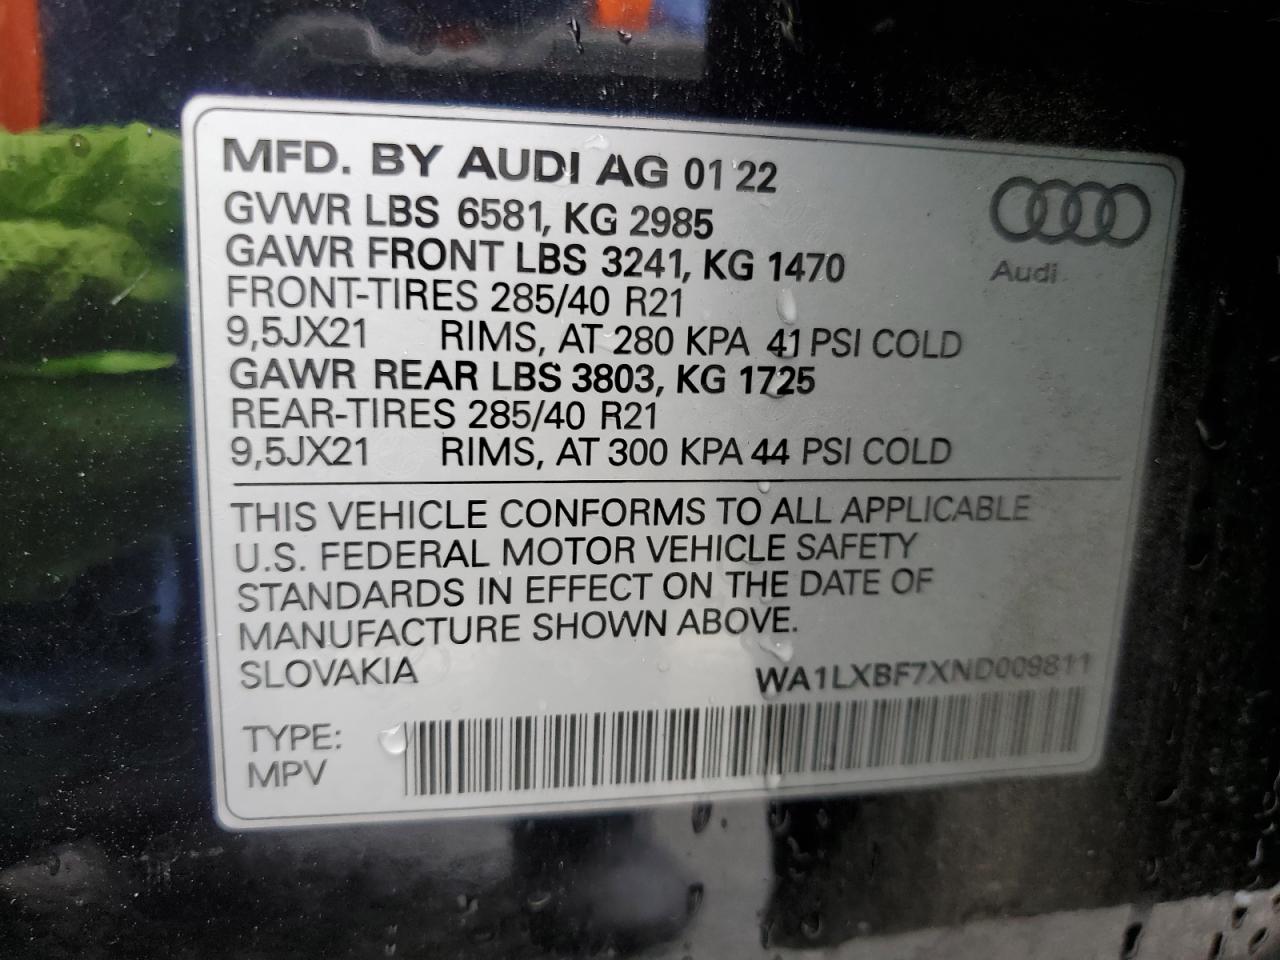 MFD. BY AUDI AG 01 22
GVWR LBS 6581, KG 2985
GAWR FRONT LBS 3241, KG 1470
FRONT-TIRES 285/40 R21
9,5JX21 RIMS, AT 280 KPA 41 PSI COLD
GAWR REAR LBS 3803, KG 1725
REAR-TIRES 285/40 R21
9,5JX21 RIMS, AT 300 KPA 44 PSI COLD
Audi
THIS VEHICLE CONFORMS TO ALL APPLICABLE
U.S. FEDERAL MOTOR VEHICLE SAFETY
STANDARDS IN EFFECT ON THE DATE OF
MANUFACTURE SHOWN ABOVE.
SLOVAKIA WA1LXBF7XND009811
TYPE:
MPV